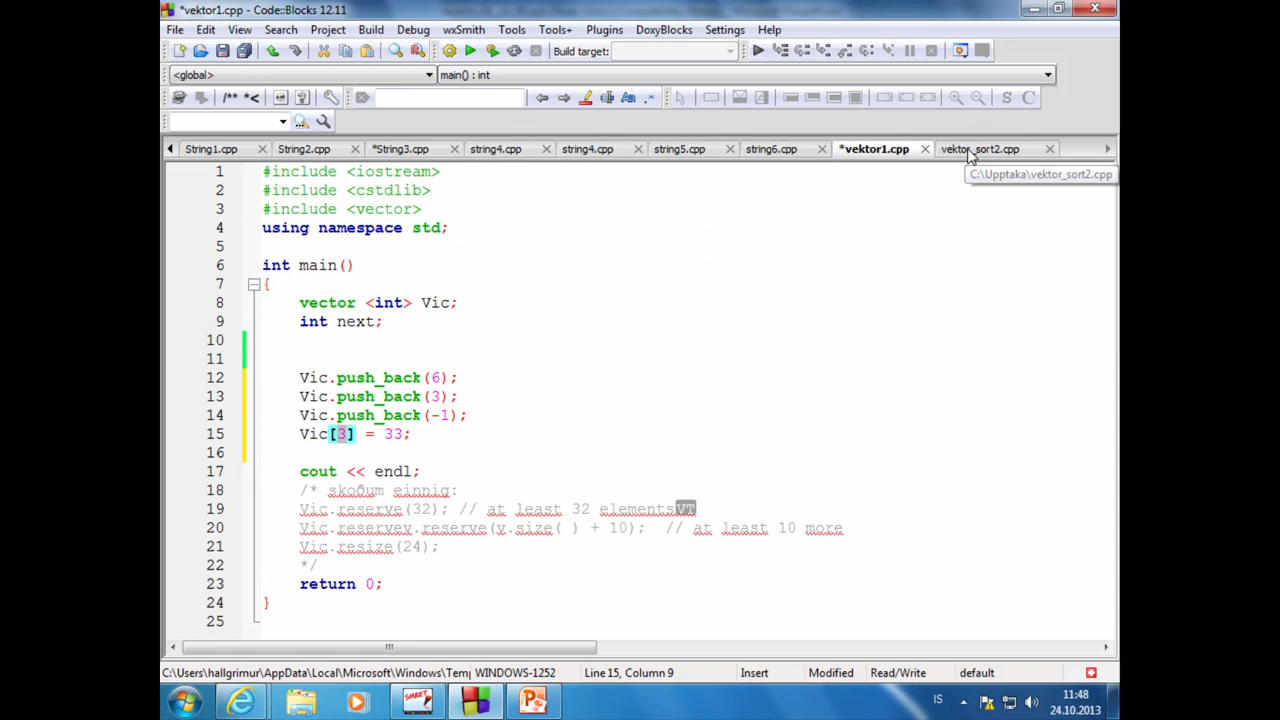 *vektor1.cpp - Code::Blocks 12.11
File Edit View Search Project Build Debug wxSmith Tools Tools+ Plugins DoxyBlocks Settings Help
Build target:
<global> main() : int
/** *<
String1.cpp String2.cpp *String3.cpp string4.cpp string4.cpp string5.cpp string6.cpp *vektor1.cpp vektor_sort2.cpp
C:\Upptaka\vektor_sort2.cpp
1 #include <iostream>
2 #include <cstdlib>
3 #include <vector>
4 using namespace std;
5
6 int main()
7 {
8 vector <int> Vic;
9 int next;
10
11
12 Vic.push_back(6);
13 Vic.push_back(3);
14 Vic.push_back(-1);
15 Vic[3] = 33;
16
17 cout << endl;
18 /* skoðum einnig:
19 Vic.reserve(32); // at least 32 elementsVT
20 Vic.reservev.reserve(v.size( ) + 10); // at least 10 more
21 Vic.resize(24);
22 */
23 return 0;
24 }
25
C:\Users\hallgrimur\AppData\Local\Microsoft\Windows\Temp WINDOWS-1252 Line 15, Column 9 Insert Modified Read/Write default
SMART IS 11:48
24.10.2013